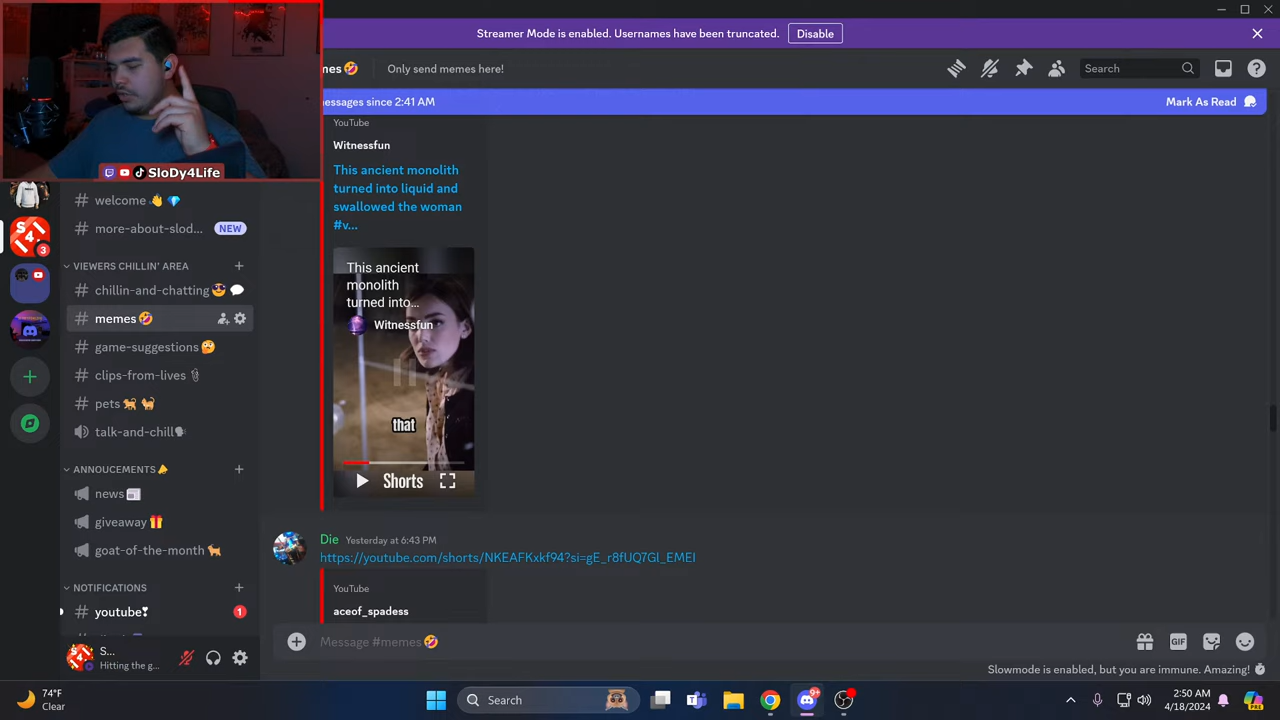 Streamer Mode is enabled. Usernames have been truncated.
Disable
Only send memes here!
Search
since 2:41 AM
Mark As Read
SloDy4Life
YouTube
Witnessfun
This ancient monolith
turned into liquid and
swallowed the woman
#v...
This ancient
monolith
turned into...
Witnessfun
that
Shorts
# welcome
# more-about-slod...
NEW
VIEWERS CHILLIN' AREA
# chillin-and-chatting
# memes
# game-suggestions
# clips-from-lives
# pets
talk-and-chill
ANNOUCEMENTS
news
giveaway
goat-of-the-month
NOTIFICATIONS
youtube
1
3
Die Yesterday at 6:43 PM
https://youtube.com/shorts/NKEAFKxkf94?si=gE_r8fUQ7Gl_EMEI
YouTube
aceof_spadess
S...
Hitting the g...
Message #memes
GIF
Slowmode is enabled, but you are immune. Amazing!
74°F
Clear
Search
2:50 AM
4/18/2024